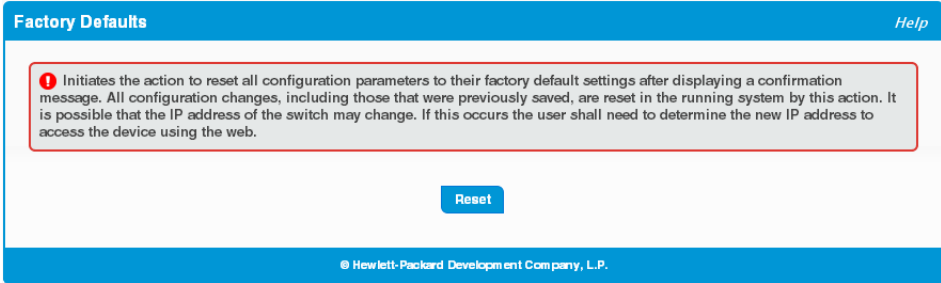 Factory Defaults
Help
Initiates the action to reset all configuration parameters to their factory default settings after displaying a confirmation
message. All configuration changes, including those that were previously saved, are reset in the running system by this action. It
is possible that the IP address of the switch may change. If this occurs the user shall need to determine the new IP address to
access the device using the web.
Reset
© Hewlett-Packard Development Company, L.P.